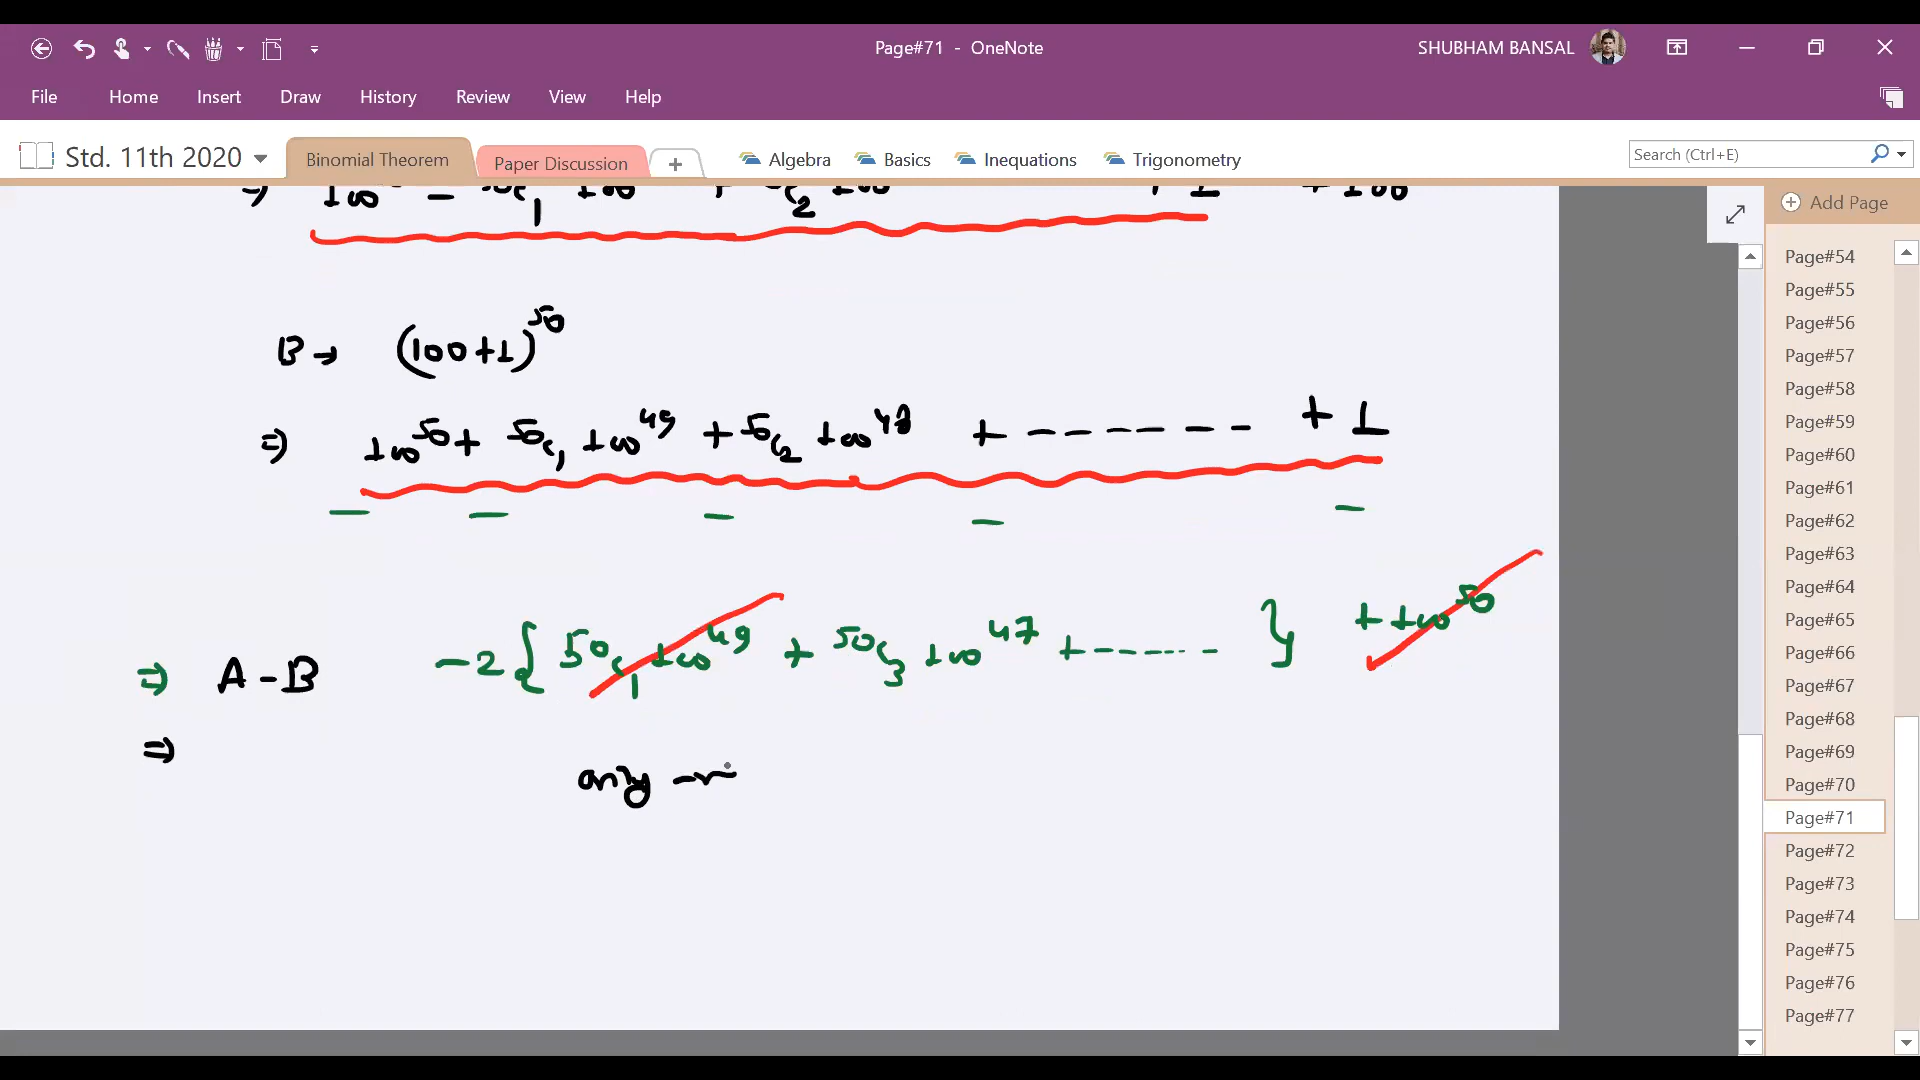 Page#71 - OneNote
SHUBHAM BANSAL
File Home Insert Draw History Review View Help
Std. 11th 2020 Binomial Theorem Paper Discussion + Algebra Basics Inequations Trigonometry
Search (Ctrl+E)
Add Page
B → (100+1)^50
⇒ 100^50 + 50C1 100^49 + 50C2 100^48 + ------- + 1
− − − − −
⇒ A - B -2{ 50C1 100^49 + 50C3 100^47 + ------ } + 100^50
⇒
only -v
Page#54
Page#55
Page#56
Page#57
Page#58
Page#59
Page#60
Page#61
Page#62
Page#63
Page#64
Page#65
Page#66
Page#67
Page#68
Page#69
Page#70
Page#71
Page#72
Page#73
Page#74
Page#75
Page#76
Page#77